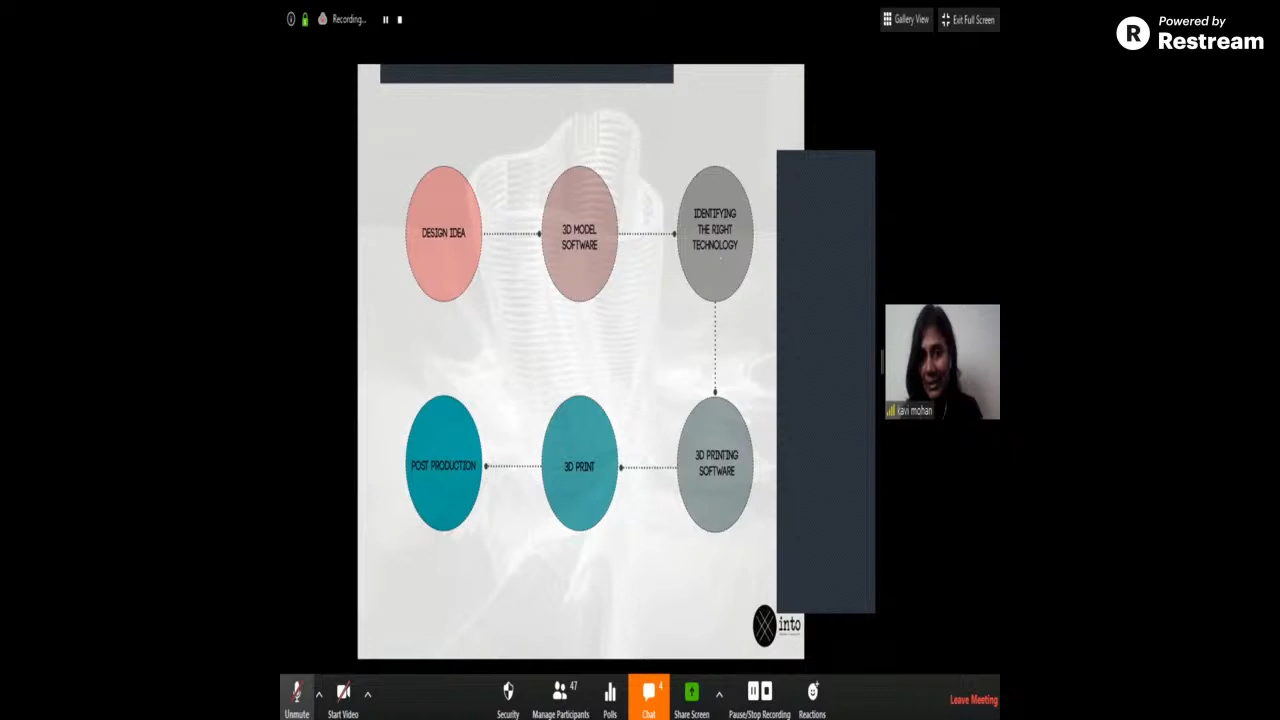 Recording...
Gallery View
Exit Full Screen
R
Powered by
Restream
DESIGN IDEA
3D MODEL
SOFTWARE
IDENTIFYING
THE RIGHT
TECHNOLOGY
POST PRODUCTION
3D PRINT
3D PRINTING
SOFTWARE
kavi mohan
into
Unmute
Start Video
Security
47
Manage Participants
Polls
4
Chat
Share Screen
Pause/Stop Recording
Reactions
Leave Meeting